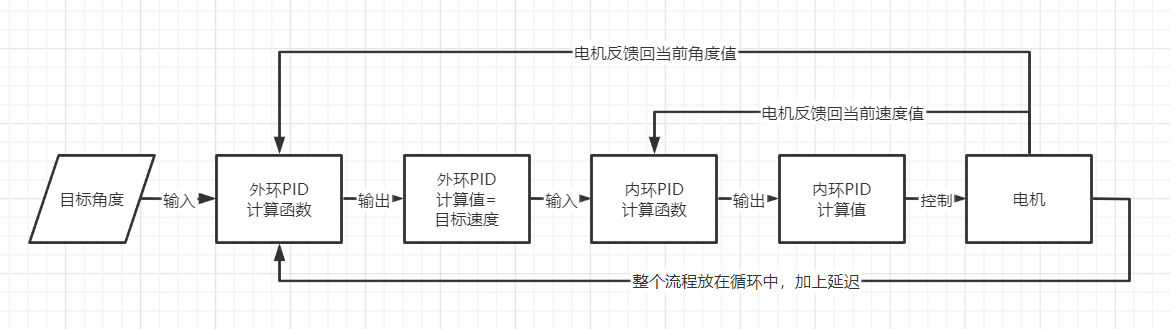 电机反馈回当前角度值
电机反馈回当前速度值
目标角度
输入
外环PID
计算函数
输出
外环PID
计算值=
目标速度
输入
内环PID
计算函数
输出
内环PID
计算值
控制
电机
整个流程放在循环中，加上延迟